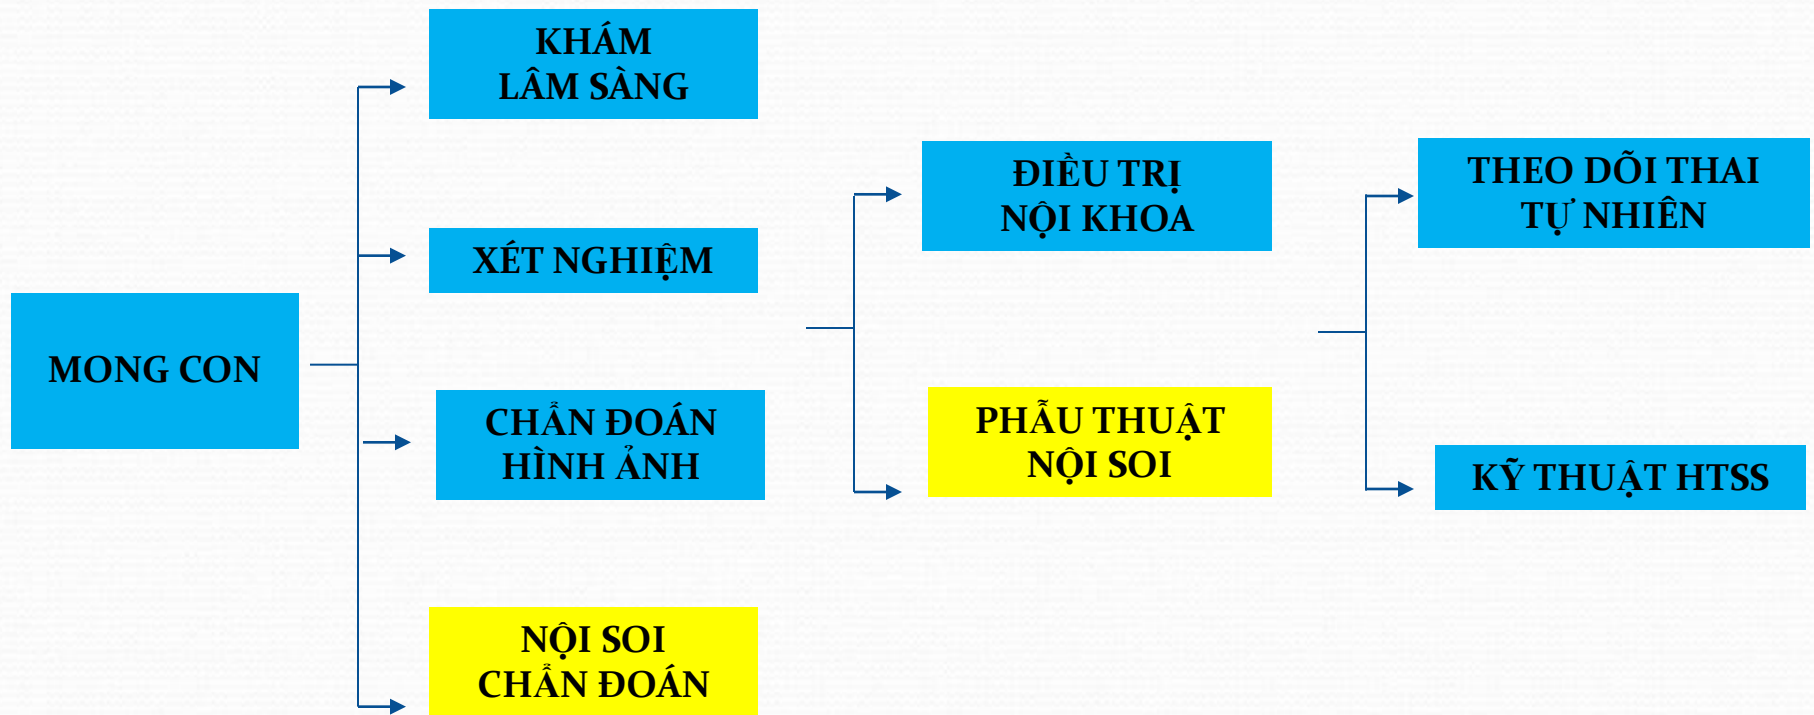 MONG CON
KHÁM
LÂM SÀNG
XÉT NGHIỆM
CHẨN ĐOÁN
HÌNH ẢNH
NỘI SOI
CHẨN ĐOÁN
ĐIỀU TRỊ
NỘI KHOA
PHẪU THUẬT
NỘI SOI
THEO DÕI THAI
TỰ NHIÊN
KỸ THUẬT HTSS